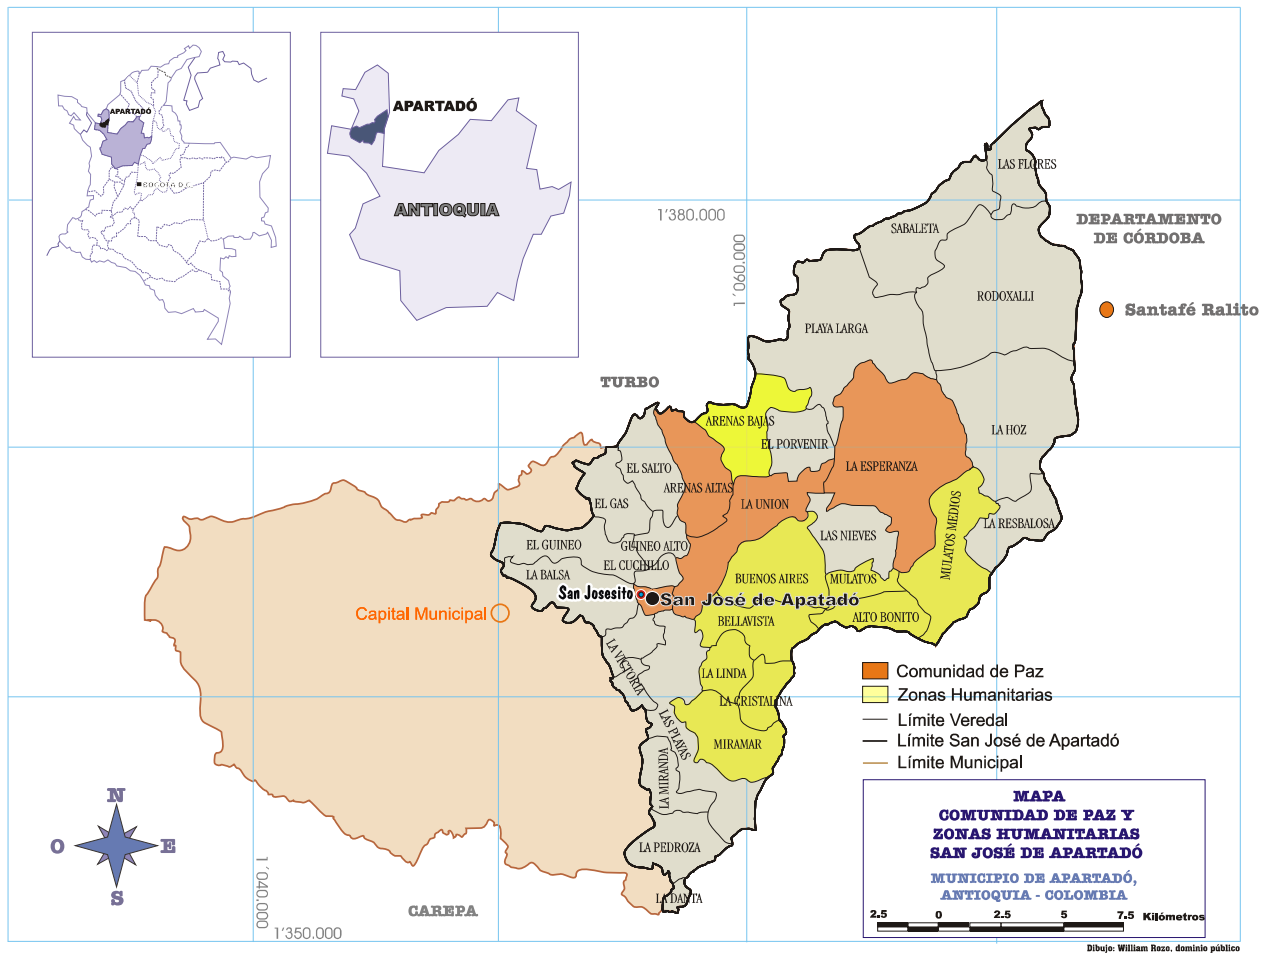 APARTADÓ
BOGOTA D.C.
APARTADÓ
ANTIOQUIA
1'380.000
1'060.000
DEPARTAMENTO
DE CÓRDOBA
Santafé Ralito
TURBO
LAS FLORES
SABALETA
RODOXALLI
PLAYA LARGA
ARENAS BAJAS
EL PORVENIR
LA HOZ
LA ESPERANZA
EL SALTO
ARENAS ALTAS
EL GAS
LA UNION
MULATOS MEDIOS
LA RESBALOSA
LAS NIEVES
EL GUINEO
GUINEO ALTO
EL CUCHILLO
LA BALSA
BUENOS AIRES
MULATOS
San Josesito
San José de Apatadó
Capital Municipal
BELLAVISTA
ALTO BONITO
LA VICTORIA
LA LINDA
LA CRISTALINA
LAS PLAYAS
MIRAMAR
LA MIRANDA
LA PEDROZA
LA DANTA
Comunidad de Paz
Zonas Humanitarias
Límite Veredal
Límite San José de Apartadó
Límite Municipal
N
O
E
S
1'040.000
1'350.000
CAREPA
MAPA
COMUNIDAD DE PAZ Y
ZONAS HUMANITARIAS
SAN JOSÉ DE APARTADÓ
MUNICIPIO DE APARTADÓ,
ANTIOQUIA - COLOMBIA
2.5 0 2.5 5 7.5 Kilómetros
Dibujo: William Rozo, dominio público